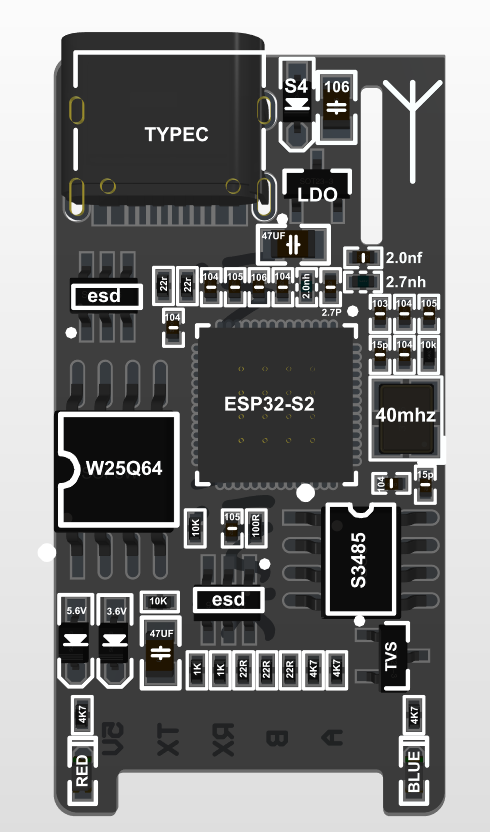 S4
106
TYPEC
LDO
47UF
2.0nf
2.7nh
22r
22r
104
105
106
104
2.0nh
2.7P
esd
103
104
105
104
15p
104
10k
ESP32-S2
40mhz
W25Q64
104
15p
10K
105
100R
S3485
esd
10K
5.6V
3.6V
47UF
TVS
1K
1K
22R
22R
22R
4K7
4K7
4K7
4K7
5V
TX
RX
B
A
RED
BLUE